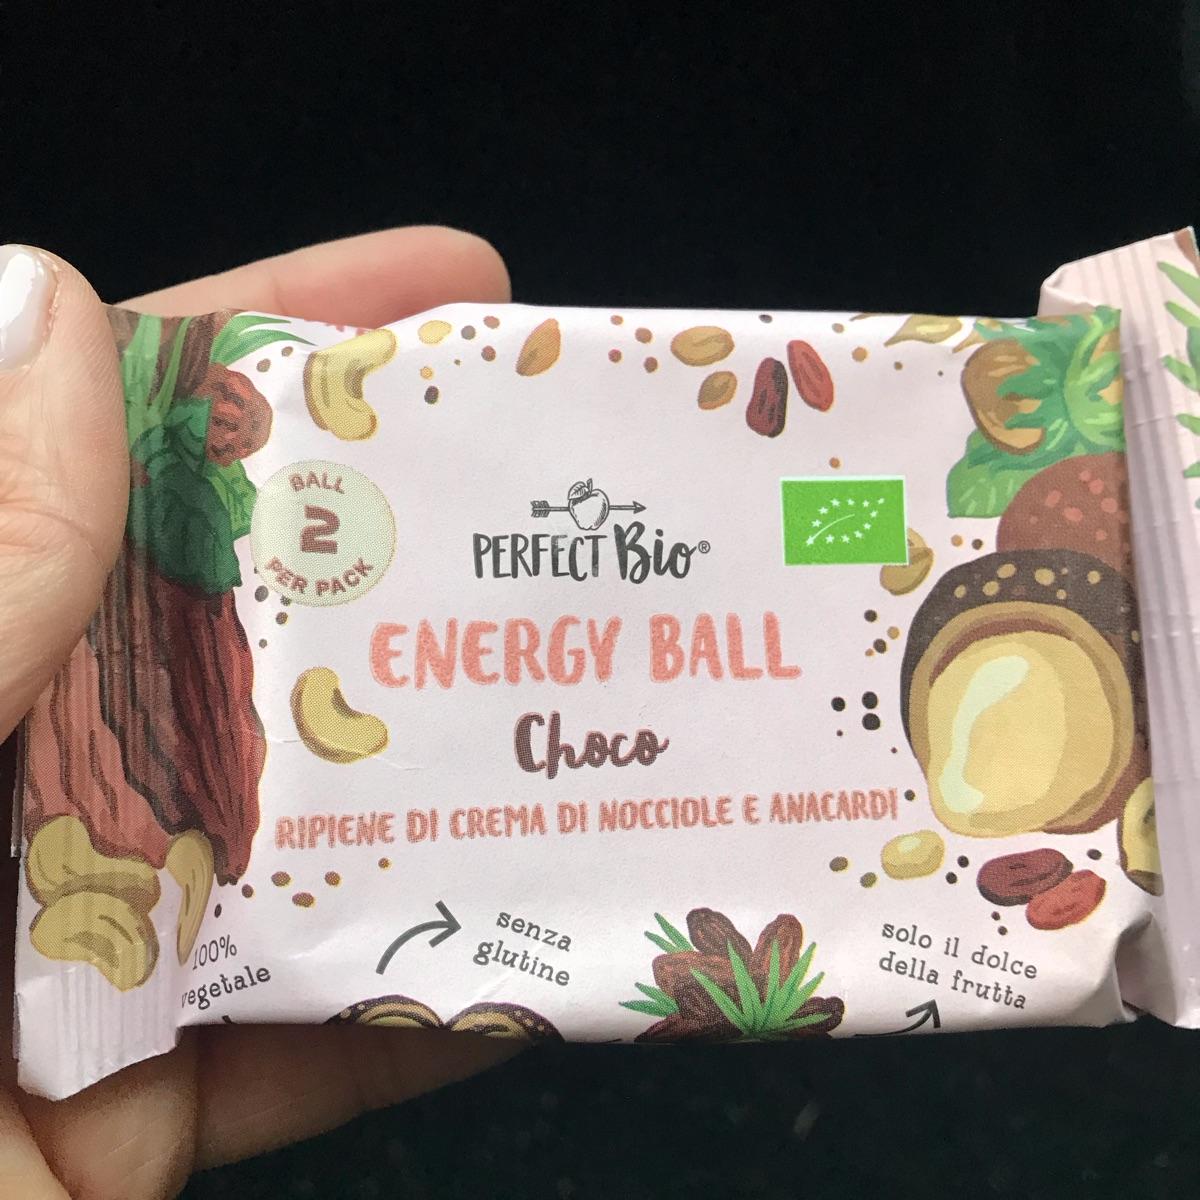 BALL
2
PER PACK
PERFECT Bio®
ENERGY BALL
Choco
RIPIENE DI CREMA DI NOCCIOLE E ANACARDI
100%
vegetale
senza
glutine
solo il dolce
della frutta